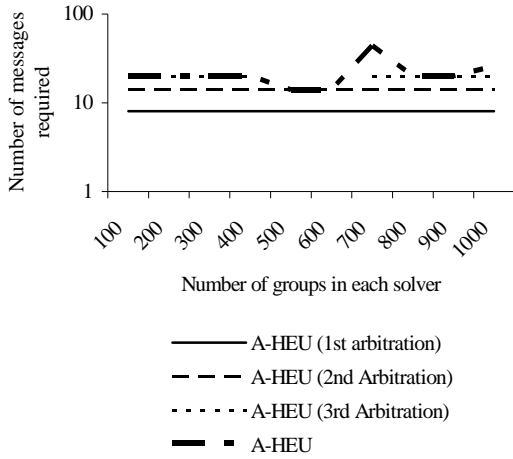 Number of messages
required
100
10
1
100
200
300
400
500
600
700
800
900
1000
Number of groups in each solver
A-HEU (1st arbitration)
A-HEU (2nd Arbitration)
A-HEU (3rd Arbitration)
A-HEU